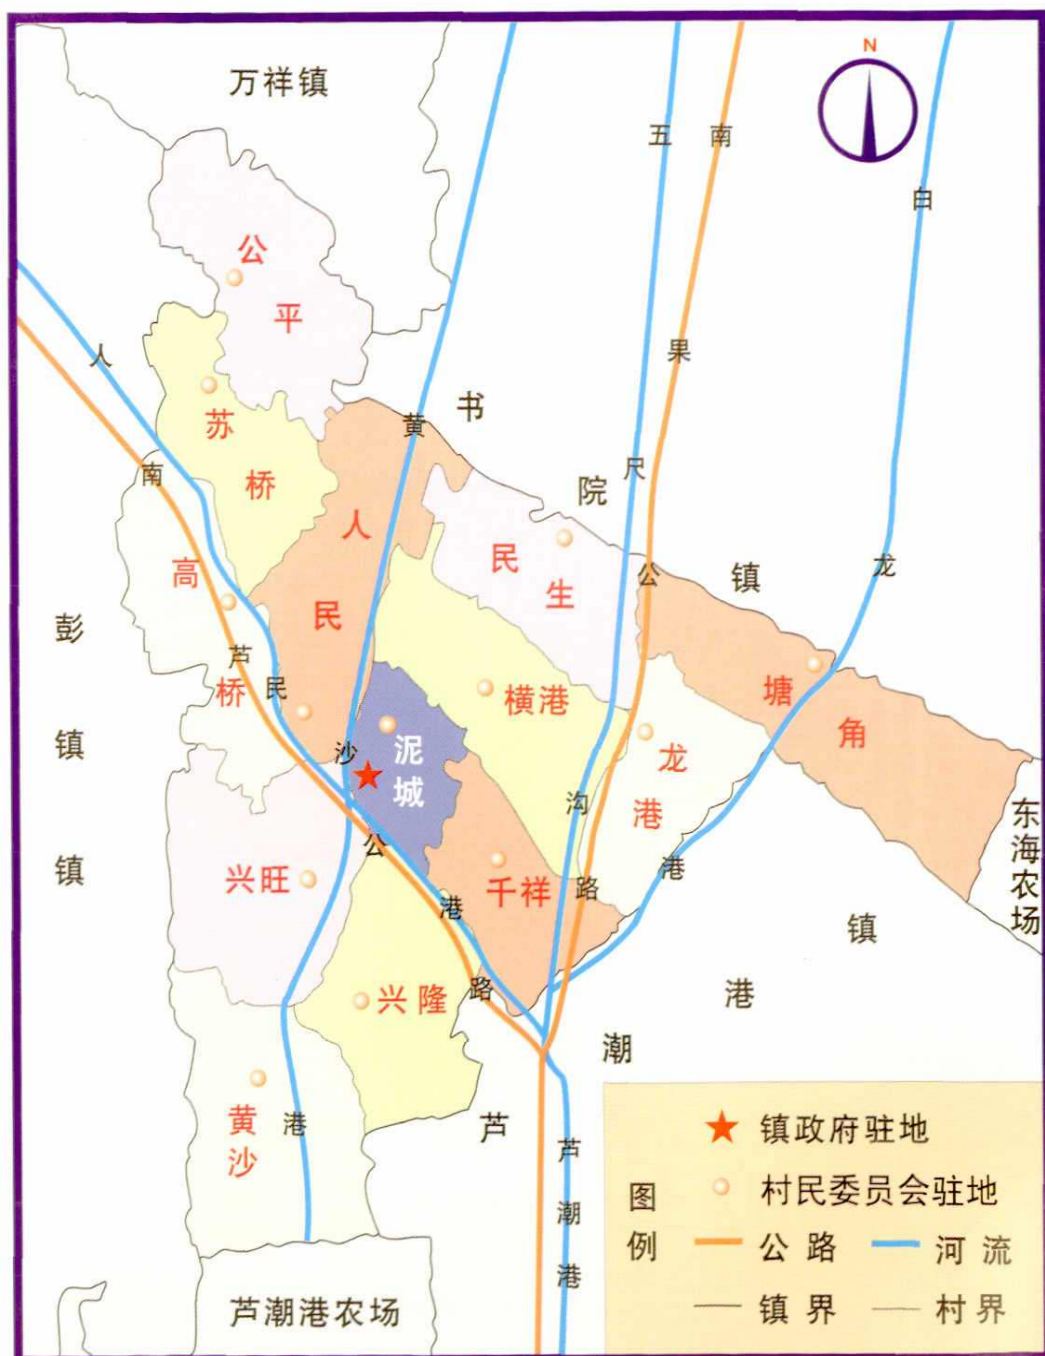 N
万祥镇
五尺沟
南果公路
白龙港
公平
人民港
苏桥
黄沙港
书院镇
南芦公路
人民
民生
高桥
彭镇镇
横港
塘角
泥城
龙港
东海农场
兴旺
千祥
兴隆
芦潮港镇
黄沙
芦潮港
芦潮港农场
图例
镇政府驻地
村民委员会驻地
公路
河流
镇界
村界